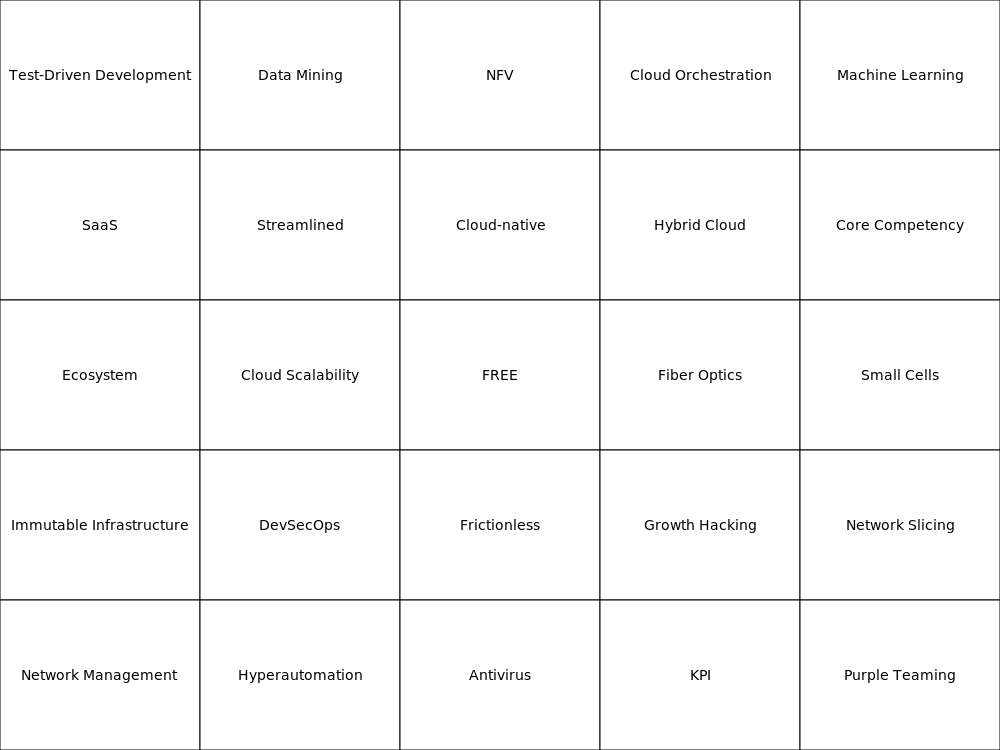 Test-Driven Development
Data Mining
NFV
Cloud Orchestration
Machine Learning
SaaS
Streamlined
Cloud-native
Hybrid Cloud
Core Competency
Ecosystem
Cloud Scalability
FREE
Fiber Optics
Small Cells
Immutable Infrastructure
DevSecOps
Frictionless
Growth Hacking
Network Slicing
Network Management
Hyperautomation
Antivirus
KPI
Purple Teaming